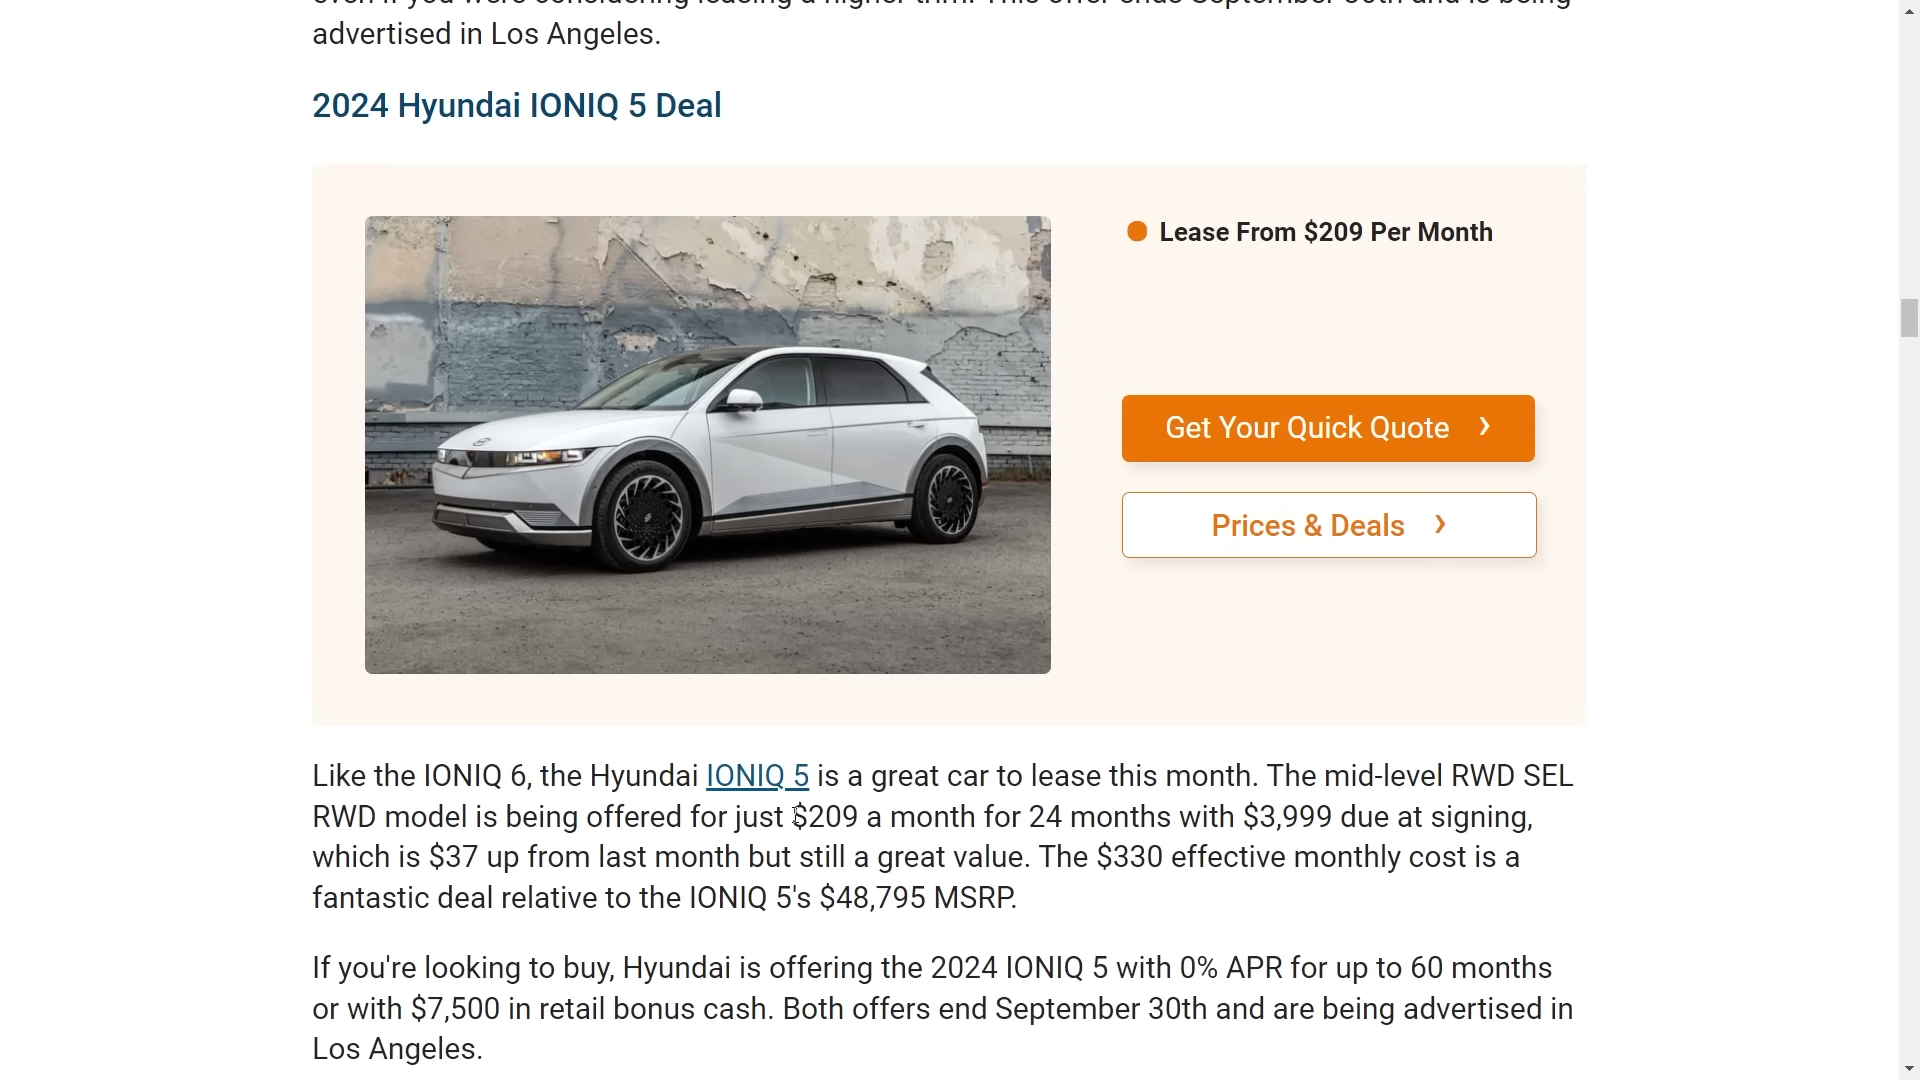 advertised in Los Angeles.
2024 Hyundai IONIQ 5 Deal
Lease From $209 Per Month
Get Your Quick Quote
Prices & Deals
Like the IONIQ 6, the Hyundai IONIQ 5 is a great car to lease this month. The mid-level RWD SEL
RWD model is being offered for just $209 a month for 24 months with $3,999 due at signing,
which is $37 up from last month but still a great value. The $330 effective monthly cost is a
fantastic deal relative to the IONIQ 5's $48,795 MSRP.
If you're looking to buy, Hyundai is offering the 2024 IONIQ 5 with 0% APR for up to 60 months
or with $7,500 in retail bonus cash. Both offers end September 30th and are being advertised in
Los Angeles.